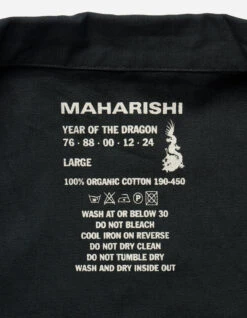 MAHARISHI
YEAR OF THE DRAGON
76 · 88 · 00 · 12 · 24
LARGE
100% ORGANIC COTTON 190-450
WASH AT OR BELOW 30
DO NOT BLEACH
COOL IRON ON REVERSE
DO NOT DRY CLEAN
DO NOT TUMBLE DRY
WASH AND DRY INSIDE OUT